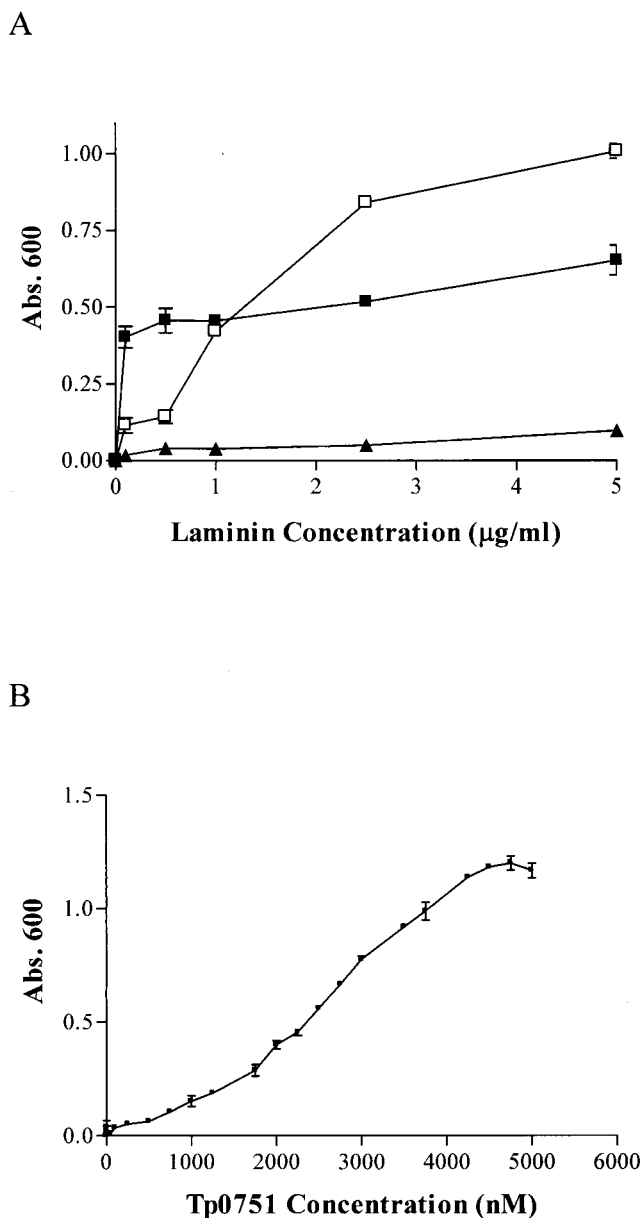 A
1.00
0.75
0.50
0.25
0.00
Abs. 600
0 1 2 3 4 5
Laminin Concentration (µg/ml)
B
1.5
1.0
0.5
0.0
Abs. 600
0 1000 2000 3000 4000 5000 6000
Tp0751 Concentration (nM)